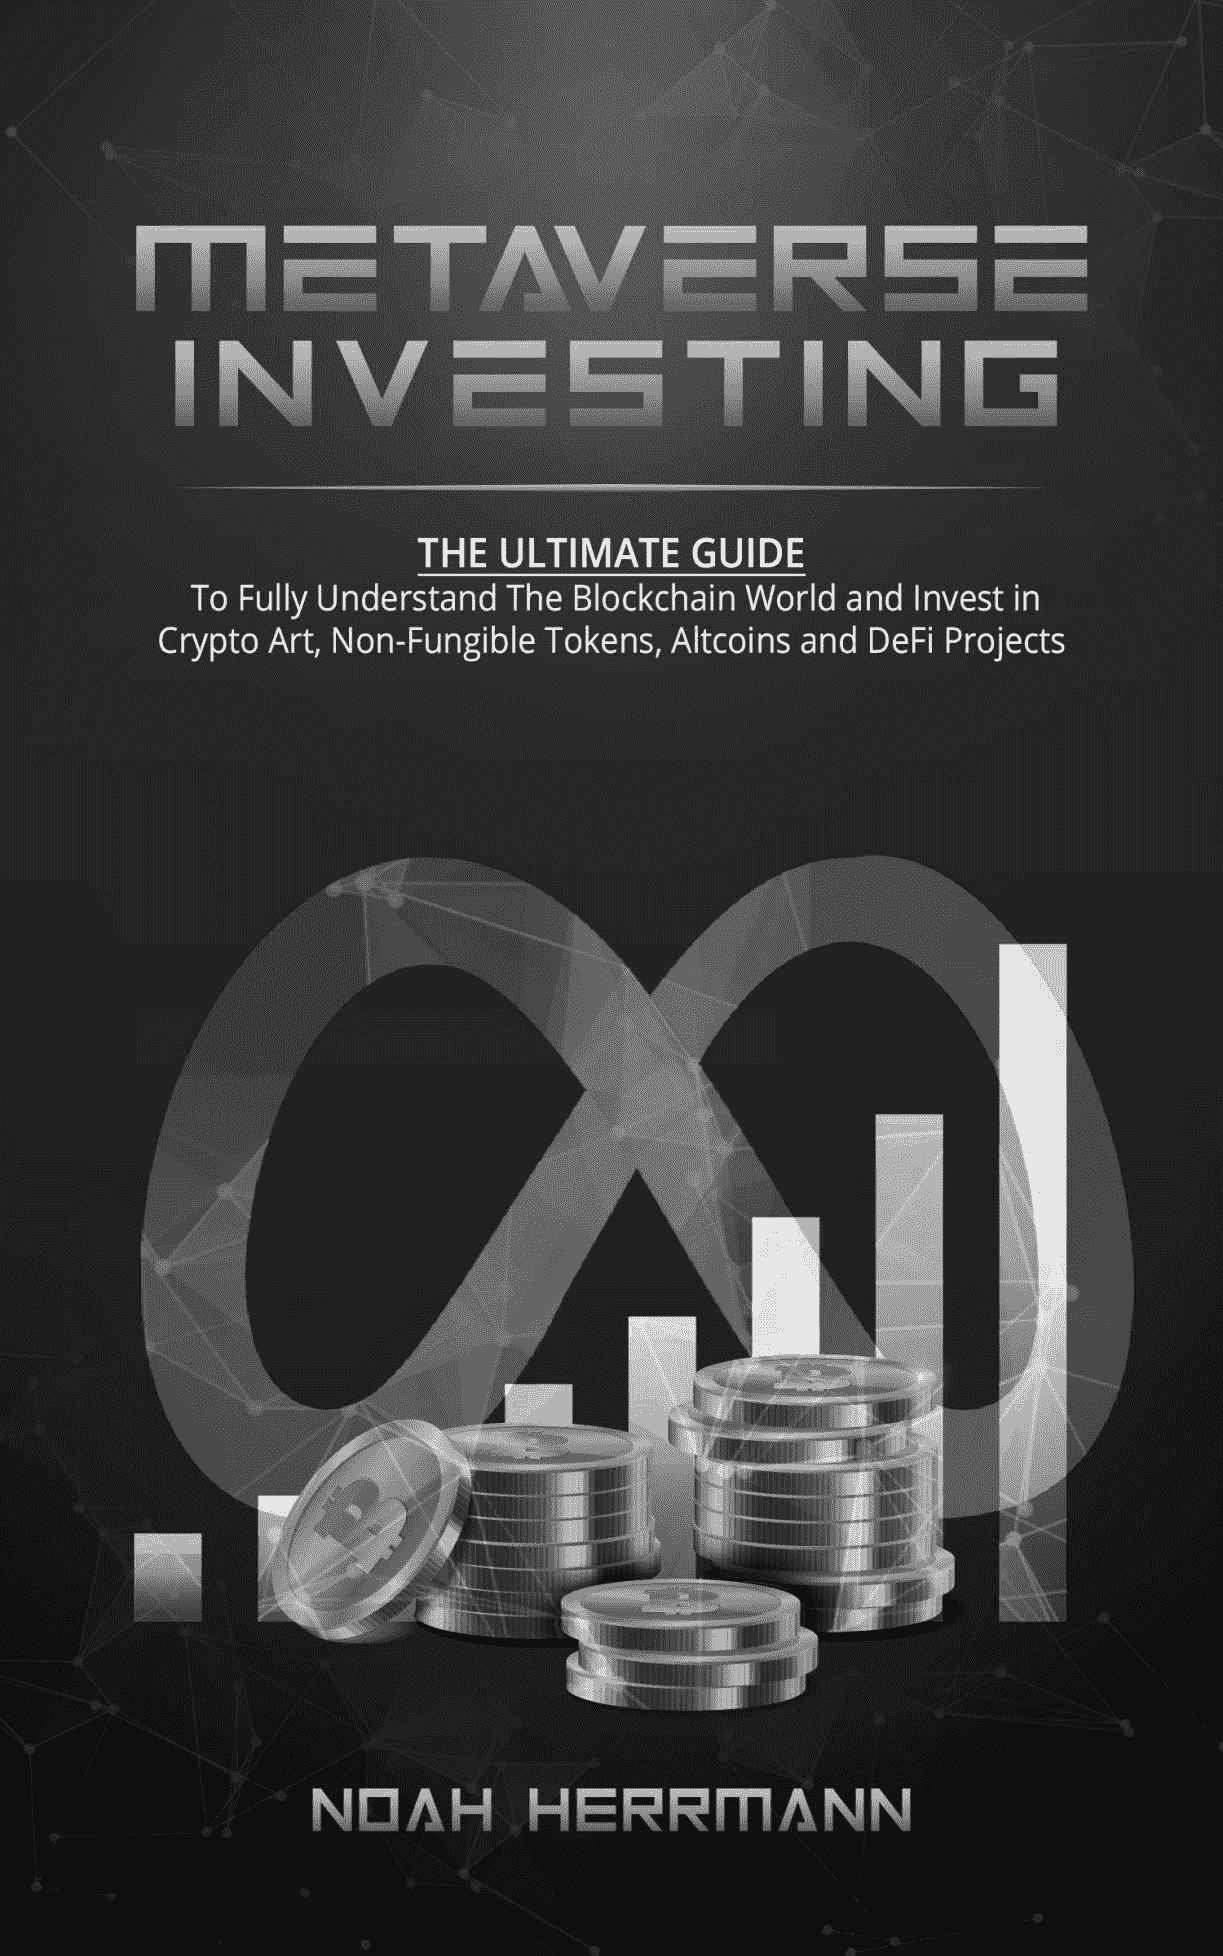 METAVERSE
INVESTING
THE ULTIMATE GUIDE
To Fully Understand The Blockchain World and Invest in
Crypto Art, Non-Fungible Tokens, Altcoins and DeFi Projects
NOAH HERRMANN